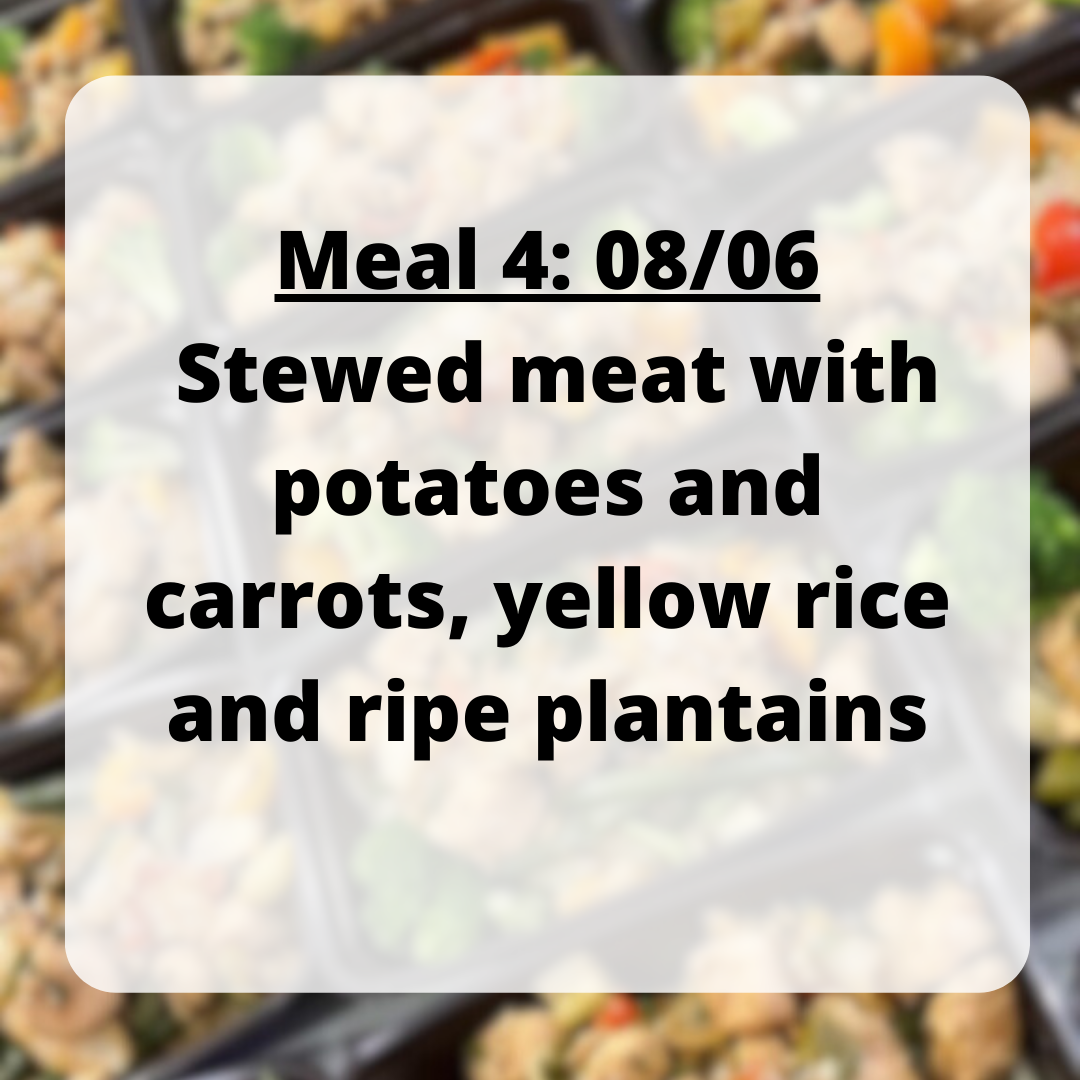 Meal 4: 08/06
Stewed meat with
potatoes and
carrots, yellow rice
and ripe plantains